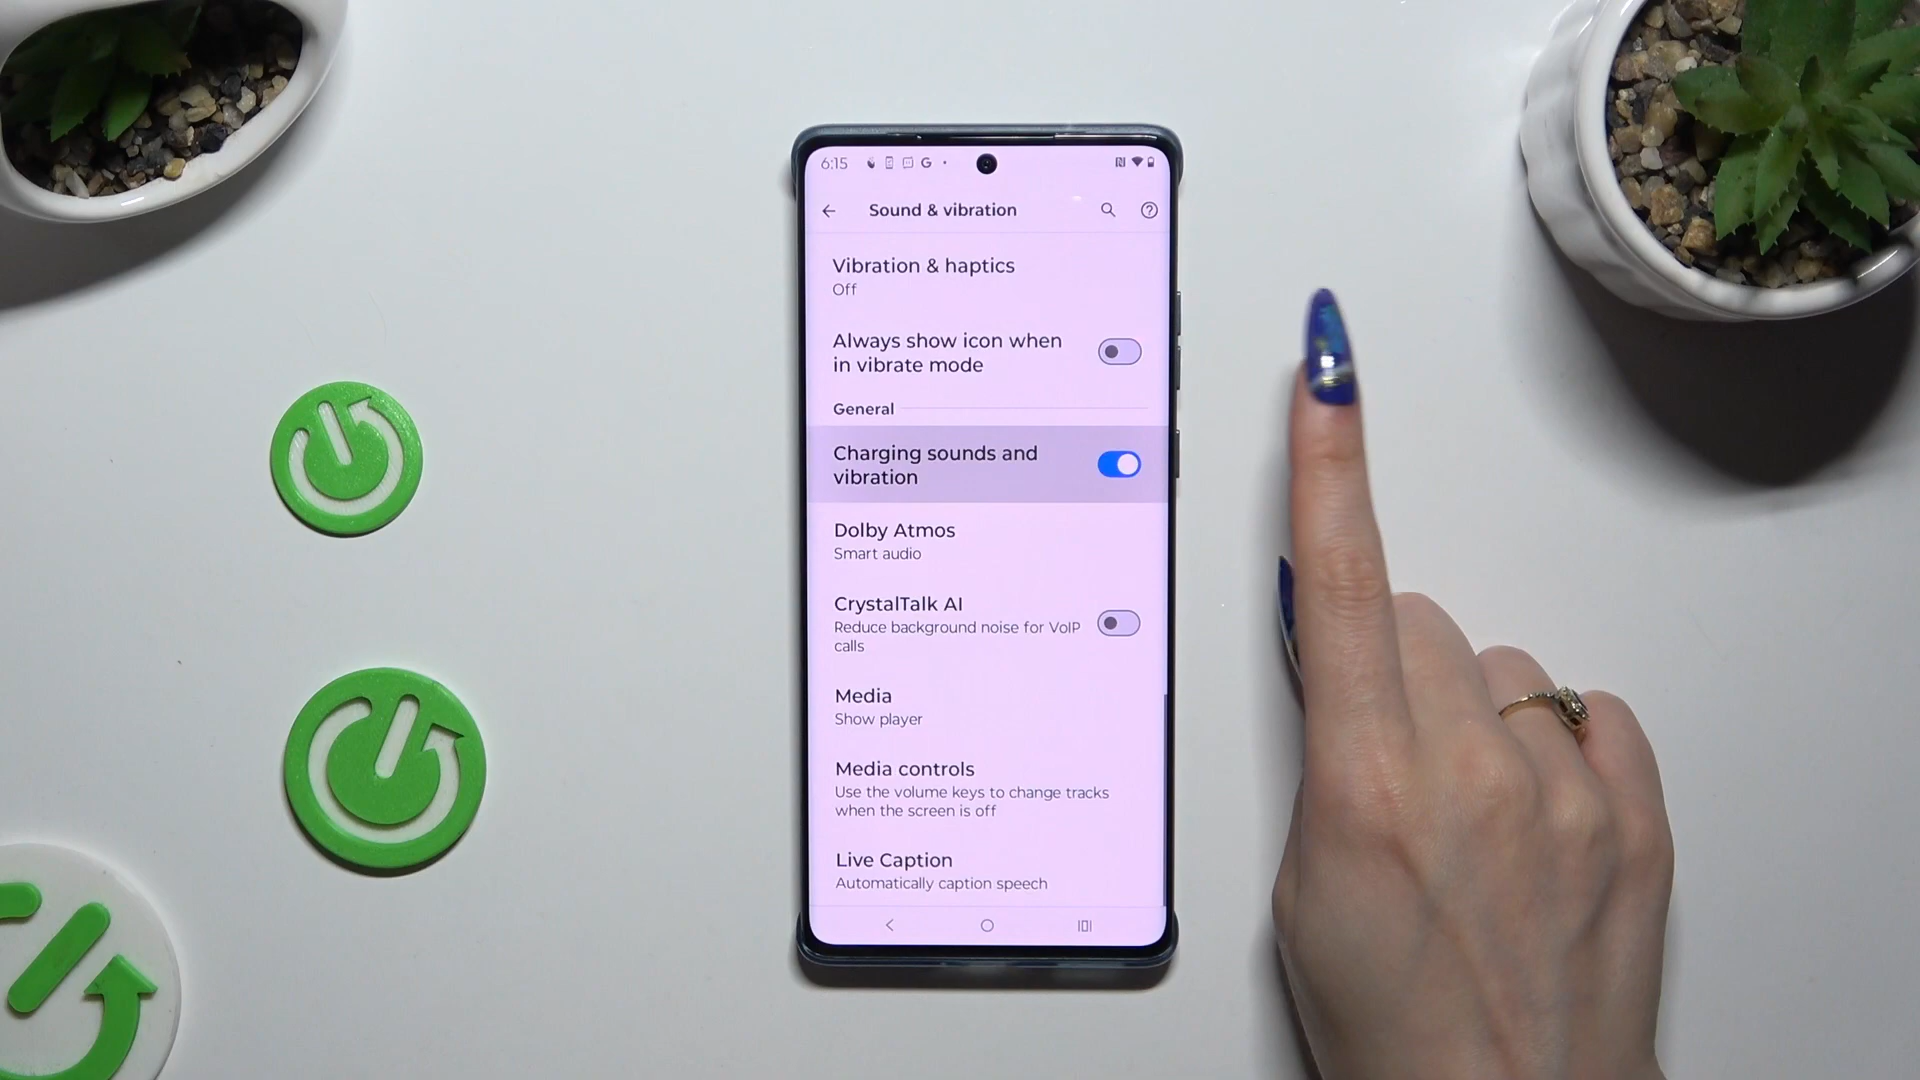 6:15
G
Sound & vibration
Vibration & haptics
Off
Always show icon when
in vibrate mode
General
Charging sounds and
vibration
Dolby Atmos
Smart audio
CrystalTalk AI
Reduce background noise for VoIP
calls
Media
Show player
Media controls
Use the volume keys to change tracks
when the screen is off
Live Caption
Automatically caption speech